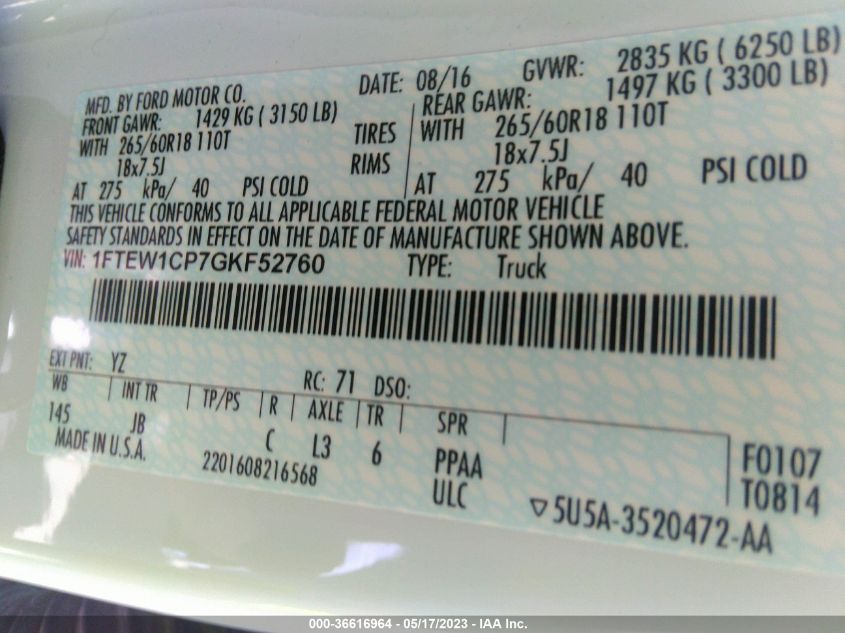 MFD. BY FORD MOTOR CO.
DATE: 08/16
GVWR: 2835 KG ( 6250 LB)
FRONT GAWR: 1429 KG ( 3150 LB)
REAR GAWR: 1497 KG ( 3300 LB)
WITH 265/60R18 110T TIRES
WITH 265/60R18 110T
18x7.5J RIMS
18x7.5J
AT 275 kPa/ 40 PSI COLD
AT 275 kPa/ 40 PSI COLD
THIS VEHICLE CONFORMS TO ALL APPLICABLE FEDERAL MOTOR VEHICLE
SAFETY STANDARDS IN EFFECT ON THE DATE OF MANUFACTURE SHOWN ABOVE.
VIN: 1FTEW1CP7GKF52760 TYPE: Truck
EXT PNT: YZ RC: 71 DSO:
WB INT TR TP/PS R AXLE TR SPR
145 JB C L3 6 PPAA F0107
MADE IN U.S.A. 2201608216568 ULC T0814
▽5U5A-3520472-AA
000-36616964 - 05/17/2023 - IAA Inc.